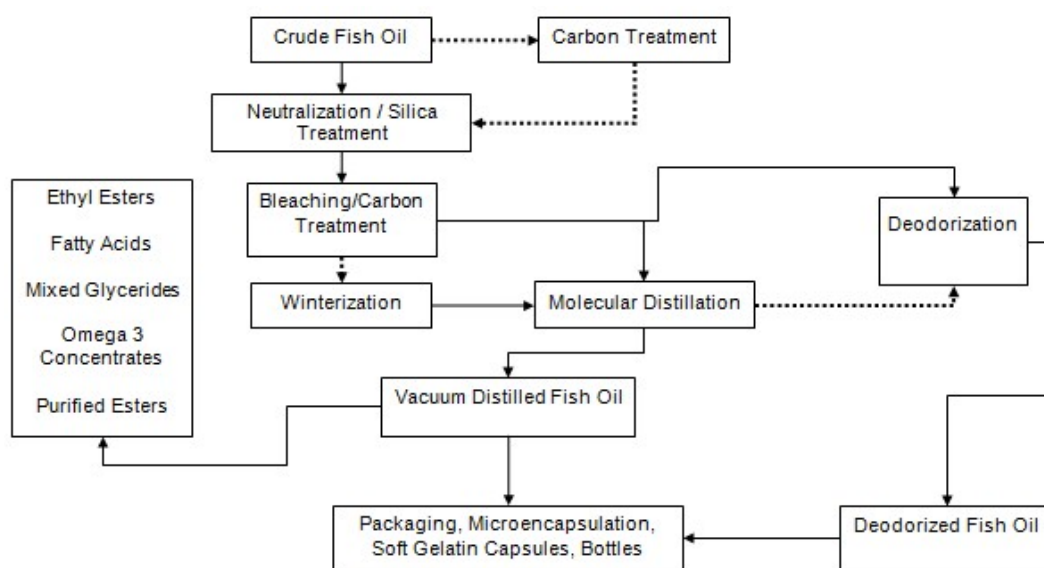 Crude Fish Oil
Carbon Treatment
Neutralization / Silica
Treatment
Ethyl Esters
Fatty Acids
Mixed Glycerides
Omega 3
Concentrates
Purified Esters
Bleaching/Carbon
Treatment
Deodorization
Winterization
Molecular Distillation
Vacuum Distilled Fish Oil
Packaging, Microencapsulation,
Soft Gelatin Capsules, Bottles
Deodorized Fish Oil